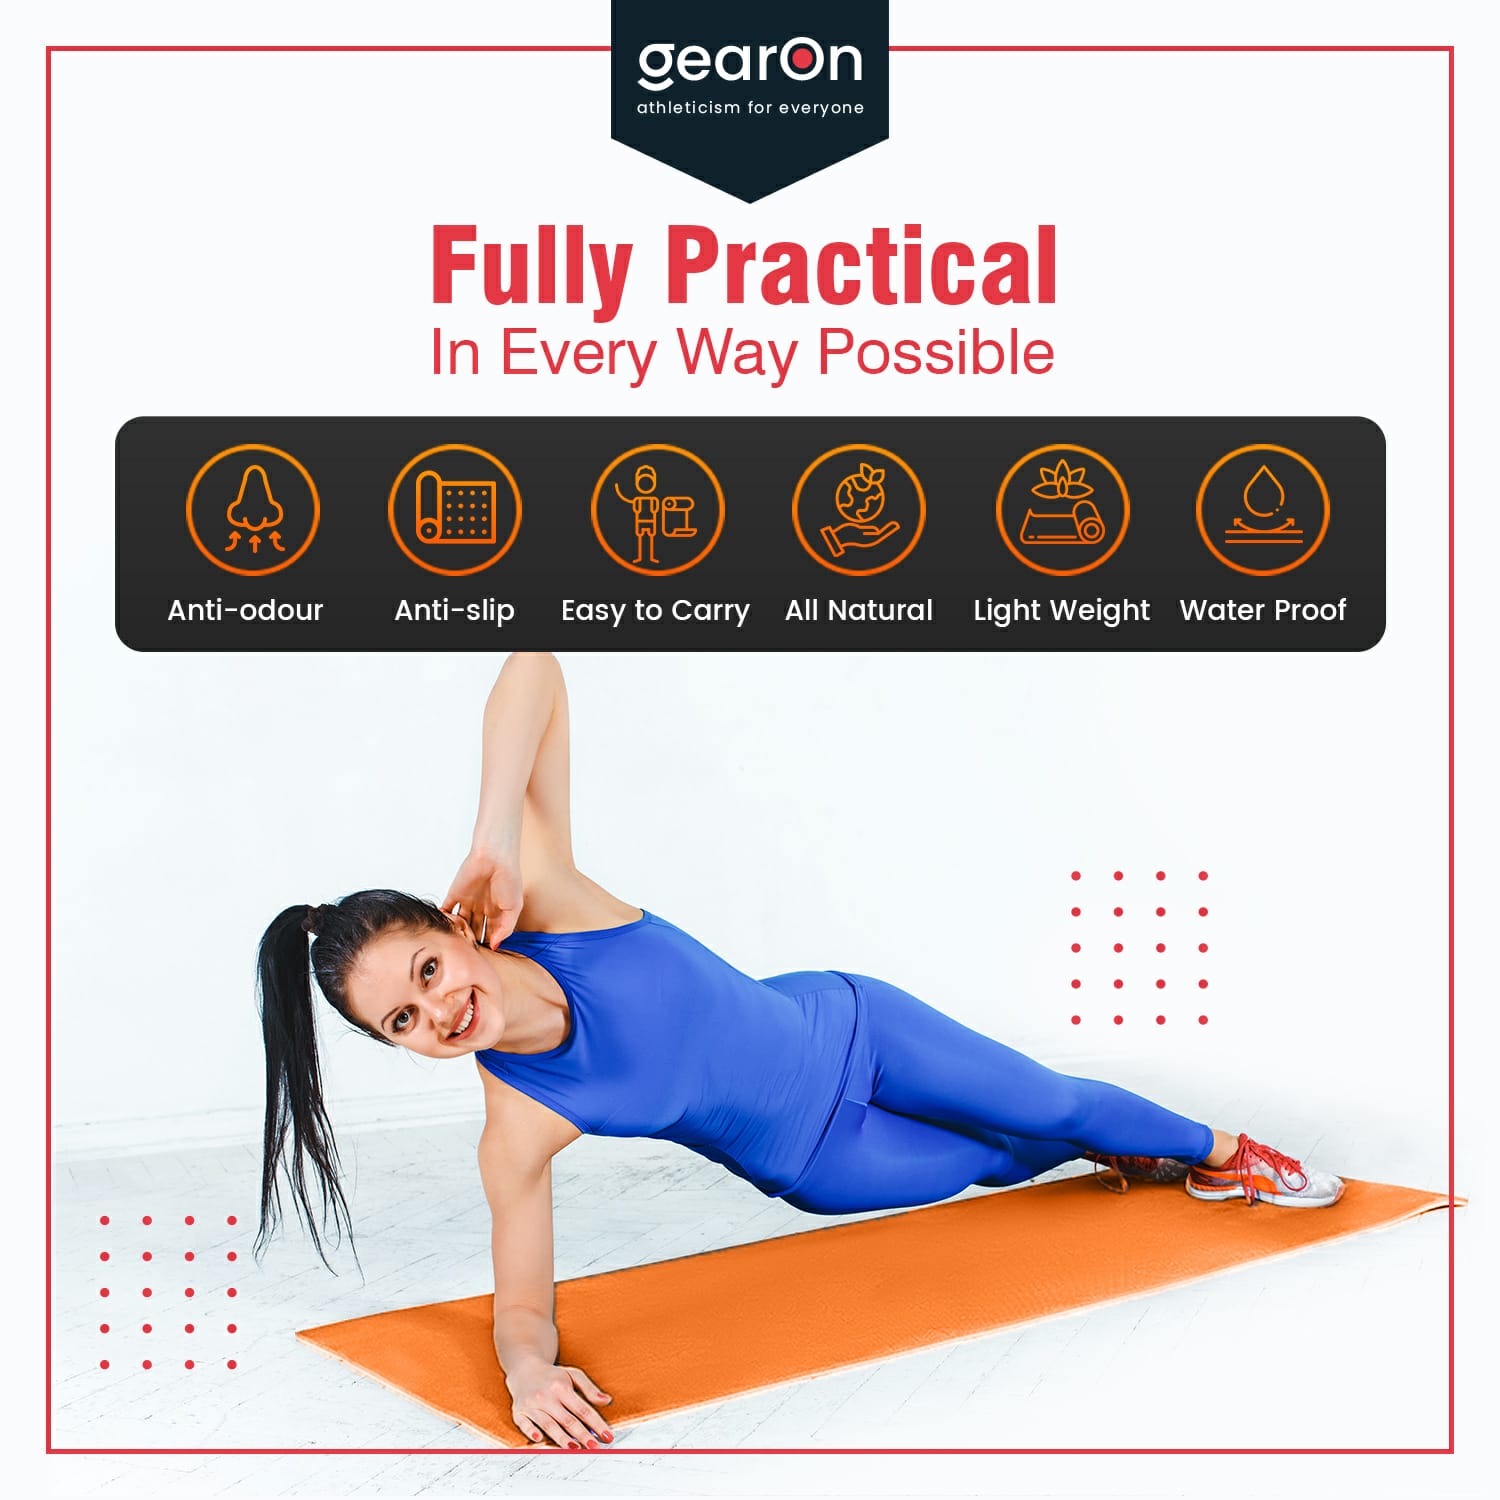 gearOn
athleticism for everyone
Fully Practical
In Every Way Possible
Anti-odour
Anti-slip
Easy to Carry
All Natural
Light Weight
Water Proof